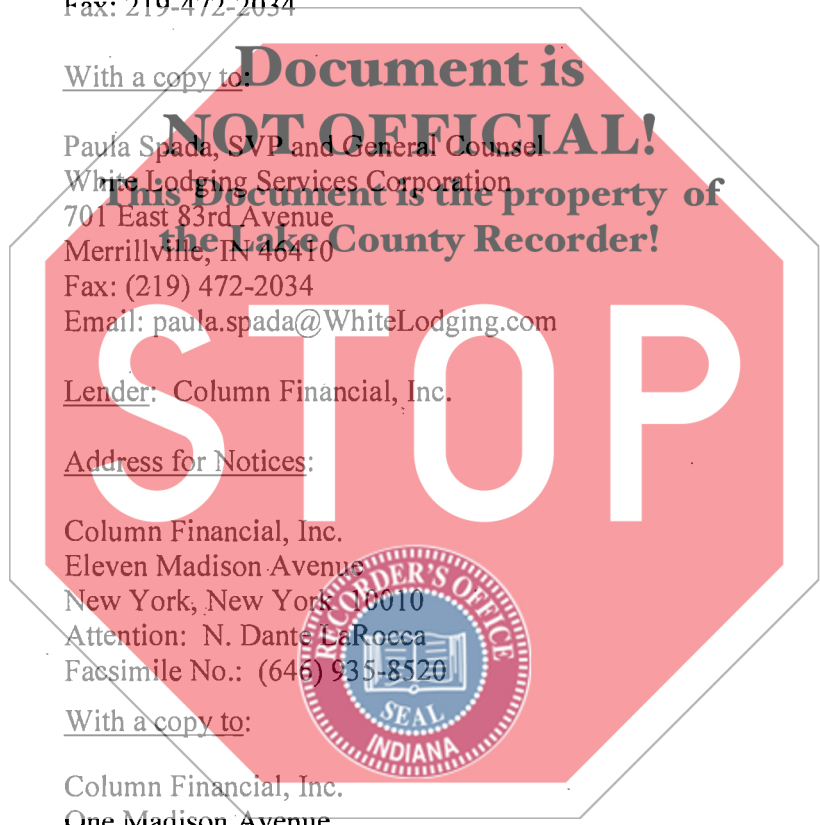 Fax: 219-472-2034
With a copy to:
Document is
NOT OFFICIAL!
Paula Spada, SVP and General Counsel
White Lodging Services Corporation
This Document is the property of
701 East 83rd Avenue
the Lake County Recorder!
Merrillville, IN 46410
Fax: (219) 472-2034
Email: paula.spada@WhiteLodging.com
STOP
Lender: Column Financial, Inc.
Address for Notices:
Column Financial, Inc.
Eleven Madison Avenue
New York, New York 10010
Attention: N. Dante LaRocca
Facsimile No.: (646) 935-8520
RECORDER'S OFFICE
SEAL
INDIANA
With a copy to:
Column Financial, Inc.
One Madison Avenue